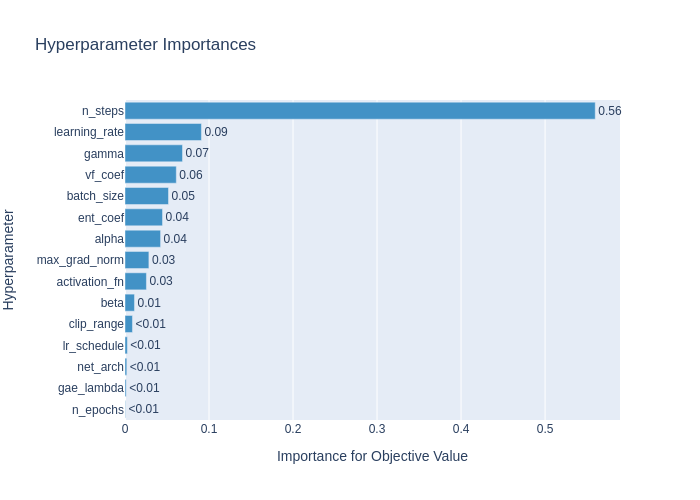 Hyperparameter Importances
n_steps 0.56
learning_rate 0.09
gamma 0.07
vf_coef 0.06
batch_size 0.05
ent_coef 0.04
alpha 0.04
max_grad_norm 0.03
activation_fn 0.03
beta 0.01
clip_range <0.01
lr_schedule <0.01
net_arch <0.01
gae_lambda <0.01
n_epochs <0.01
0 0.1 0.2 0.3 0.4 0.5
Importance for Objective Value
Hyperparameter